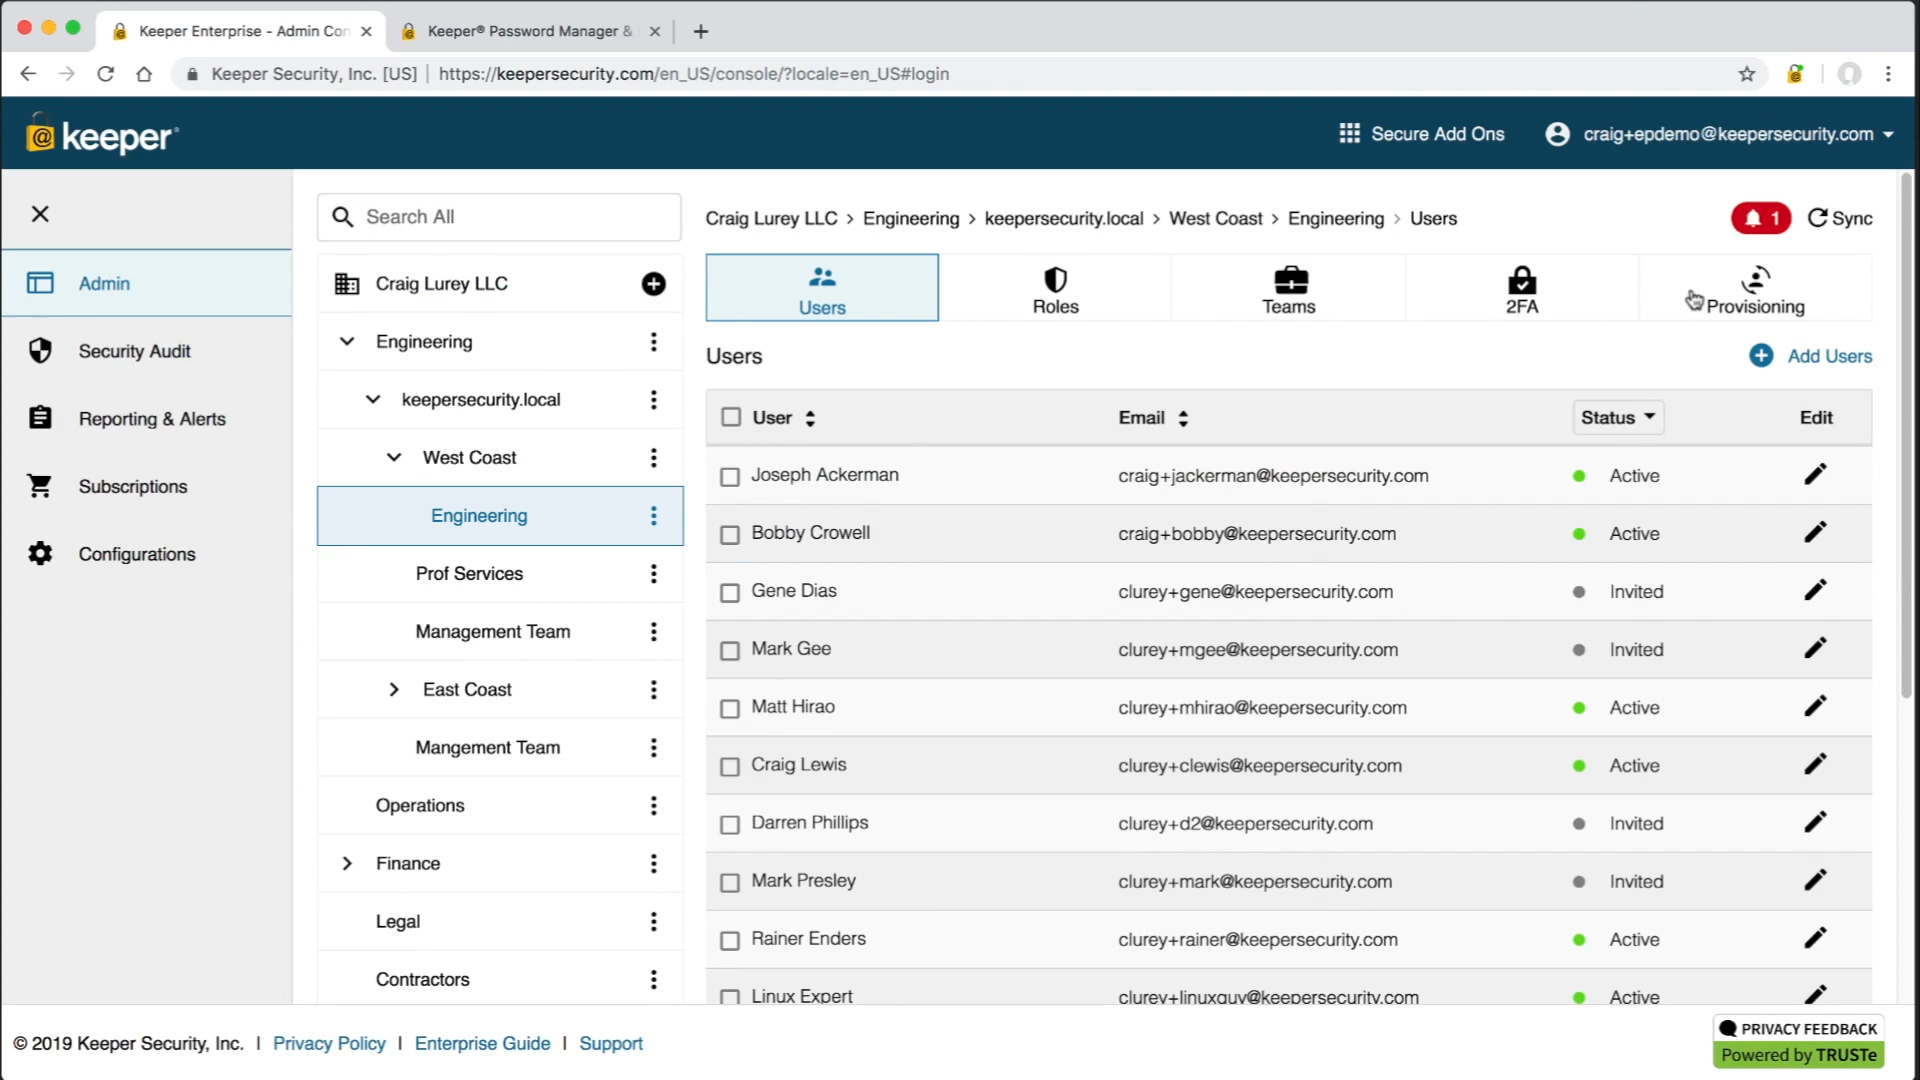 Keeper Enterprise - Admin Con
Keeper® Password Manager &
Keeper Security, Inc. [US] | https://keepersecurity.com/en_US/console/?locale=en_US#login
keeper
Secure Add Ons
craig+epdemo@keepersecurity.com
Admin
Security Audit
Reporting & Alerts
Subscriptions
Configurations
Search All
Craig Lurey LLC
Engineering
keepersecurity.local
West Coast
Engineering
Prof Services
Management Team
East Coast
Mangement Team
Operations
Finance
Legal
Contractors
Craig Lurey LLC > Engineering > keepersecurity.local > West Coast > Engineering > Users
1
Sync
Users
Roles
Teams
2FA
Provisioning
Users
Add Users
User Email Status Edit
Joseph Ackerman craig+jackerman@keepersecurity.com Active
Bobby Crowell craig+bobby@keepersecurity.com Active
Gene Dias clurey+gene@keepersecurity.com Invited
Mark Gee clurey+mgee@keepersecurity.com Invited
Matt Hirao clurey+mhirao@keepersecurity.com Active
Craig Lewis clurey+clewis@keepersecurity.com Active
Darren Phillips clurey+d2@keepersecurity.com Invited
Mark Presley clurey+mark@keepersecurity.com Invited
Rainer Enders clurey+rainer@keepersecurity.com Active
Linux Expert clurey+linuxguy@keepersecurity.com Active
© 2019 Keeper Security, Inc. | Privacy Policy | Enterprise Guide | Support
PRIVACY FEEDBACK
Powered by TRUSTe